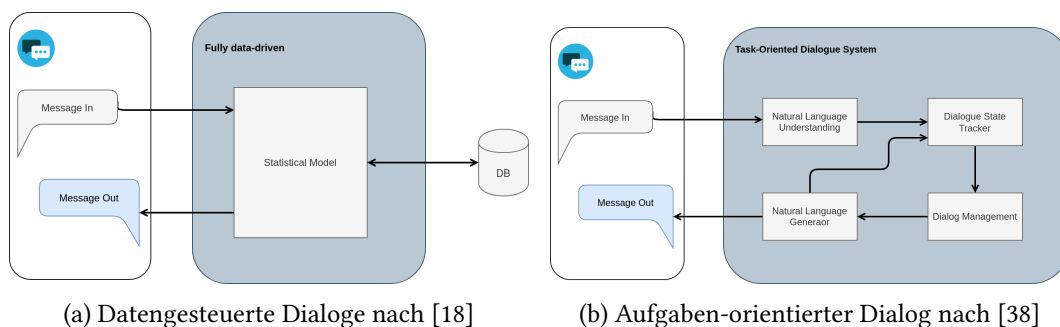 Fully data-driven
Message In
Statistical Model
DB
Message Out
(a) Datengesteuerte Dialoge nach [18]
Task-Oriented Dialogue System
Message In
Natural Language
Understanding
Dialogue State
Tracker
Message Out
Natural Language
Generaor
Dialog Management
(b) Aufgaben-orientierter Dialog nach [38]